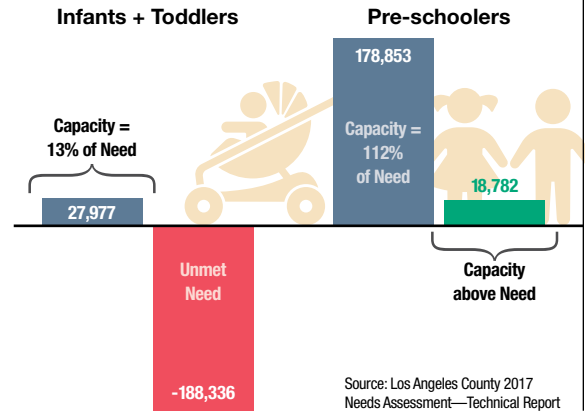 Infants + Toddlers
Pre-schoolers
Capacity =
13% of Need
27,977
Unmet
Need
-188,336
178,853
Capacity =
112%
of Need
18,782
Capacity
above Need
Source: Los Angeles County 2017
Needs Assessment—Technical Report